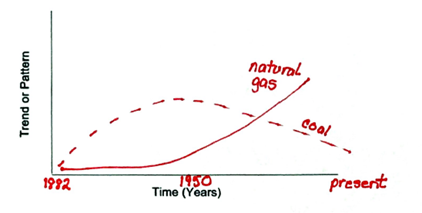 Trend or Pattern
natural
gas
coal
1882
1950
present
Time (Years)